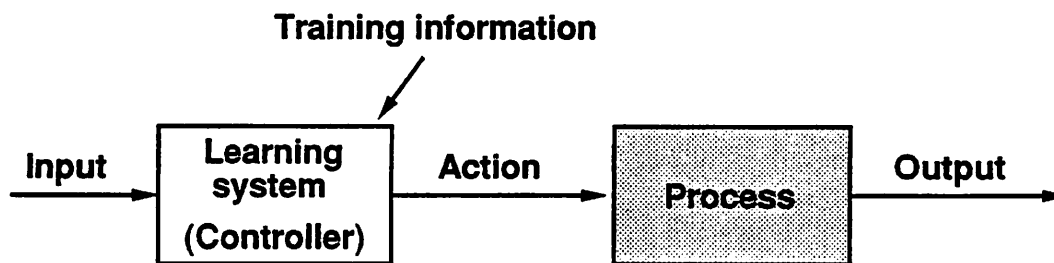 Training information
Input
Learning
system
(Controller)
Action
Process
Output